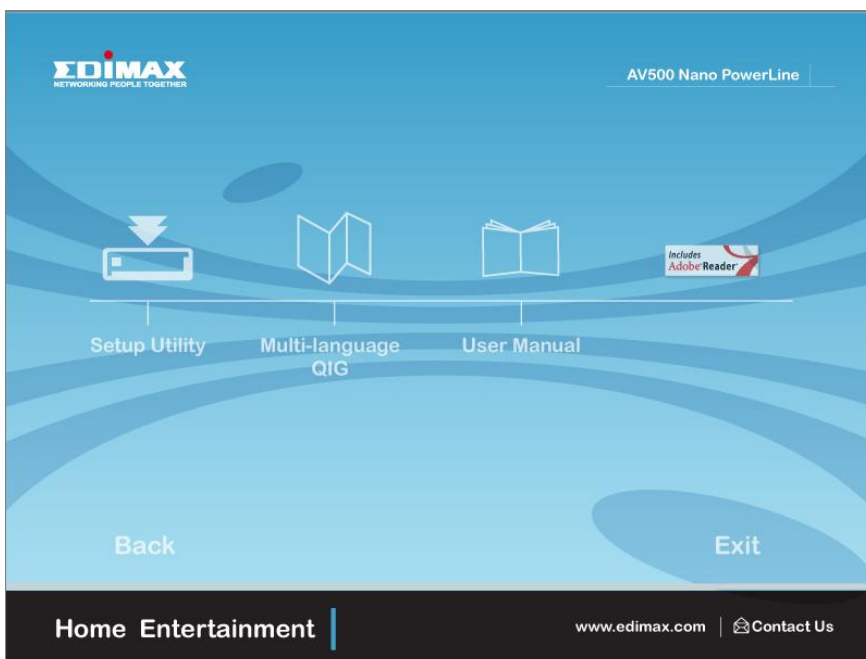 EDIMAX
NETWORKING PEOPLE TOGETHER
AV500 Nano PowerLine
Includes
Adobe Reader
Setup Utility
Multi-language
QIG
User Manual
Back
Exit
Home Entertainment
www.edimax.com | Contact Us